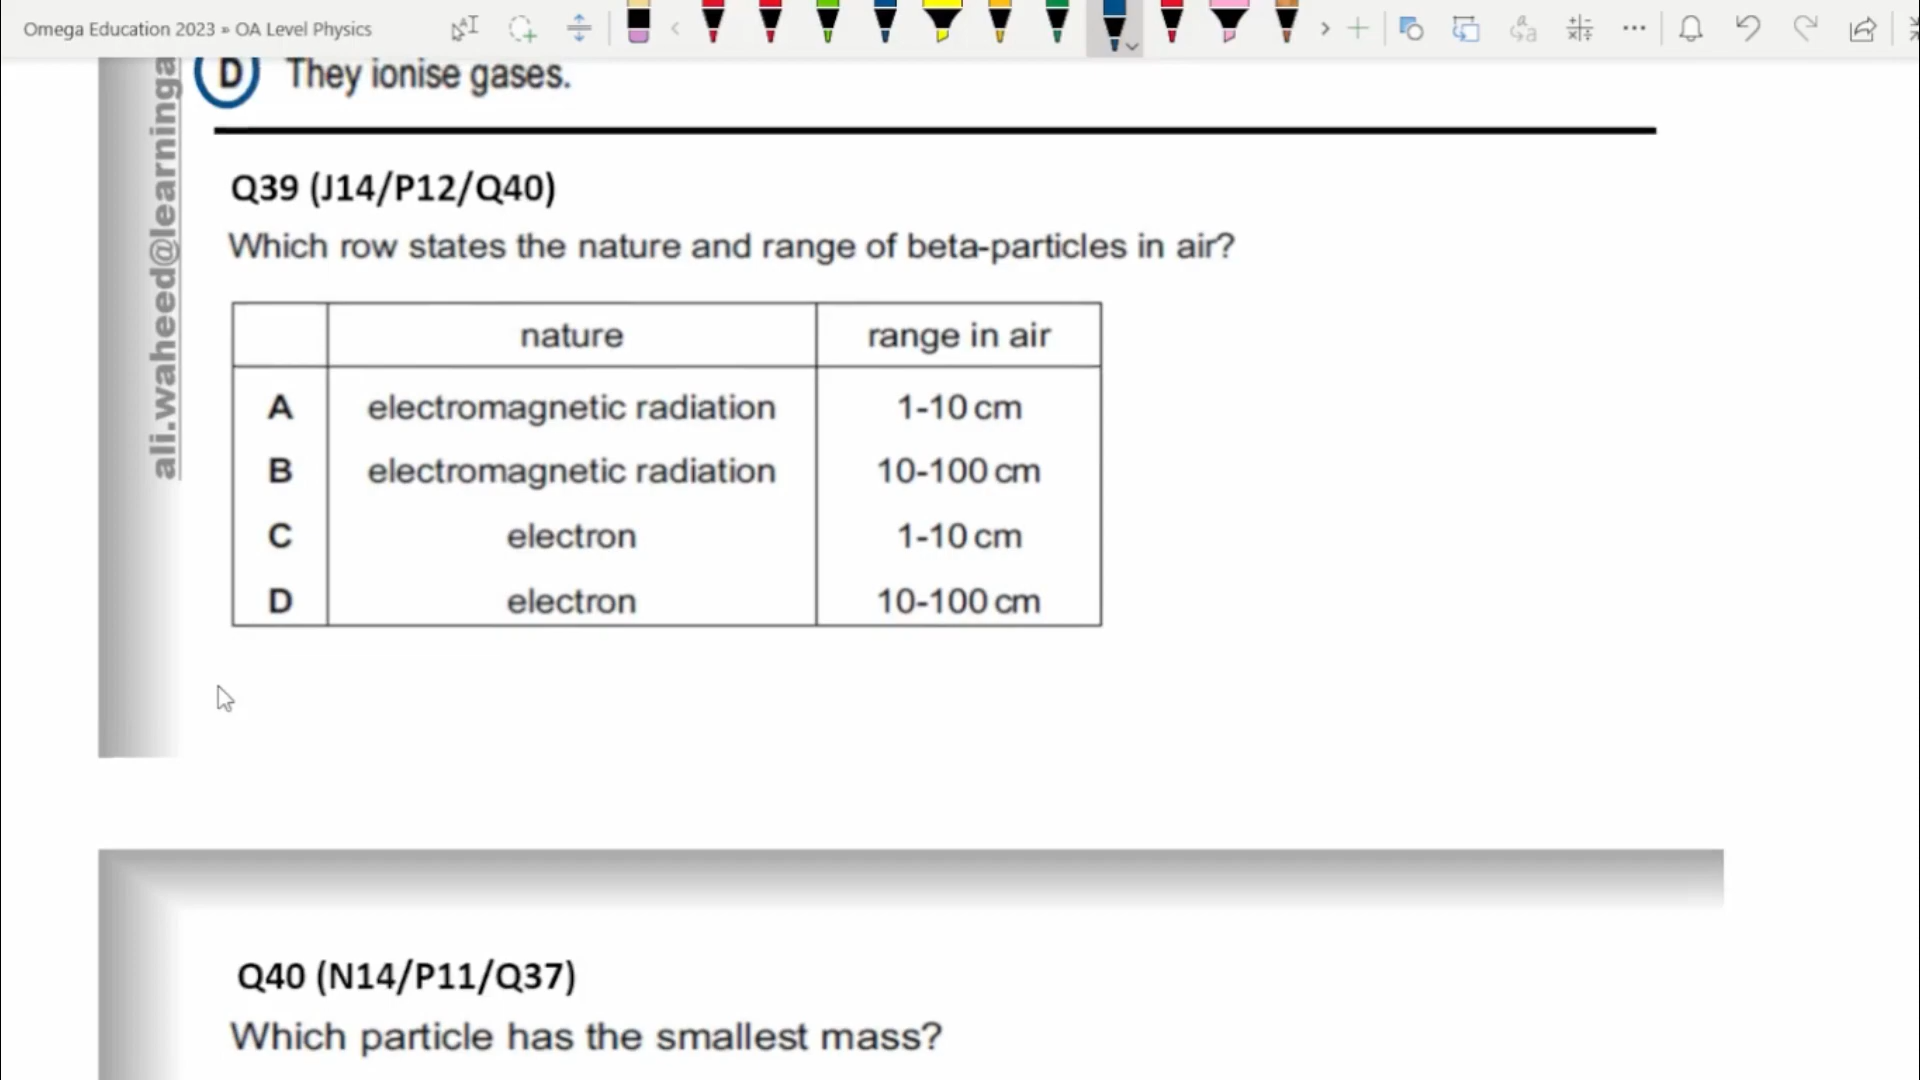 Omega Education 2023 » OA Level Physics
D They ionise gases.
ali.waheed@learninga
Q39 (J14/P12/Q40)
Which row states the nature and range of beta-particles in air?
nature range in air
A electromagnetic radiation 1-10 cm
B electromagnetic radiation 10-100 cm
C electron 1-10 cm
D electron 10-100 cm
Q40 (N14/P11/Q37)
Which particle has the smallest mass?